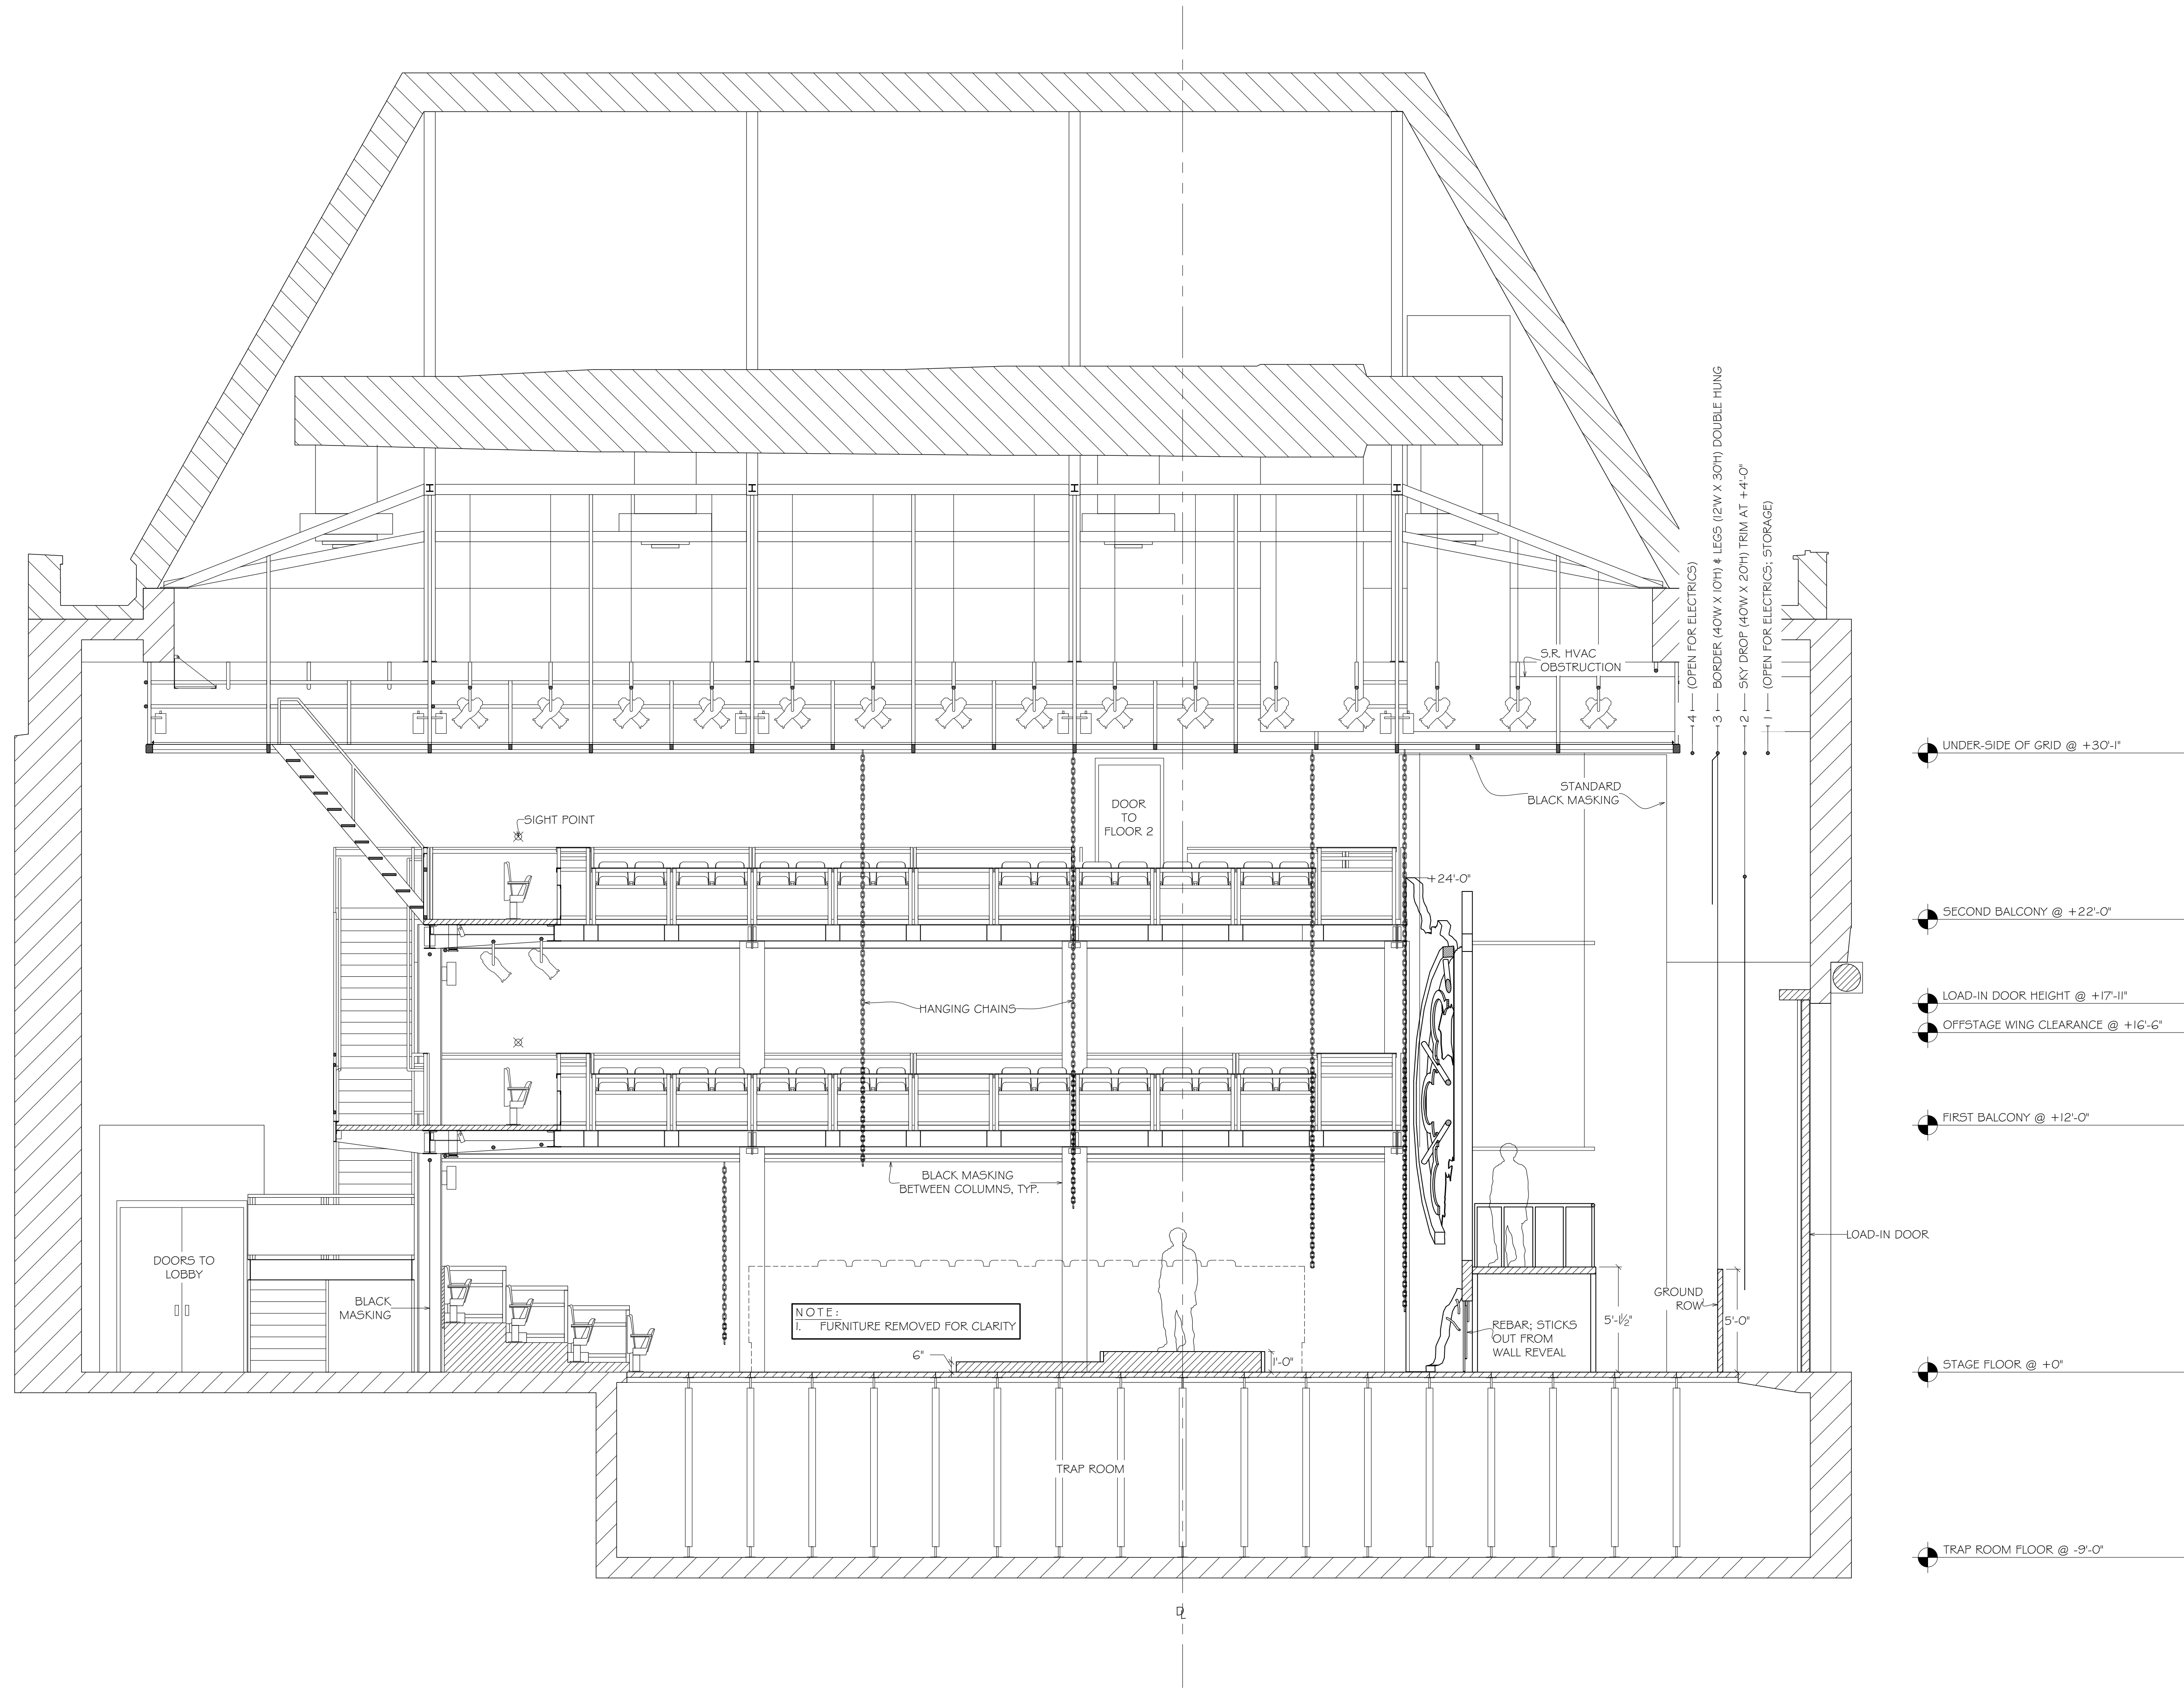 4 (OPEN FOR ELECTRICS)
3 BORDER (40'W X 10'H) & LEGS (12'W X 30'H) DOUBLE HUNG
2 SKY DROP (40'W X 20'H) TRIM AT +4'-0"
1 (OPEN FOR ELECTRICS; STORAGE)
S.R. HVAC
OBSTRUCTION
UNDER-SIDE OF GRID @ +30'-1"
STANDARD
BLACK MASKING
DOOR
TO
FLOOR 2
SIGHT POINT
+24'-0"
SECOND BALCONY @ +22'-0"
HANGING CHAINS
LOAD-IN DOOR HEIGHT @ +17'-11"
OFFSTAGE WING CLEARANCE @ +16'-6"
FIRST BALCONY @ +12'-0"
BLACK MASKING
BETWEEN COLUMNS, TYP.
LOAD-IN DOOR
DOORS TO
LOBBY
BLACK
MASKING
NOTE:
1. FURNITURE REMOVED FOR CLARITY
GROUND
ROW
5'-1½"
5'-0"
REBAR; STICKS
OUT FROM
WALL REVEAL
6"
1'-0"
STAGE FLOOR @ +0"
TRAP ROOM
TRAP ROOM FLOOR @ -9'-0"
DL